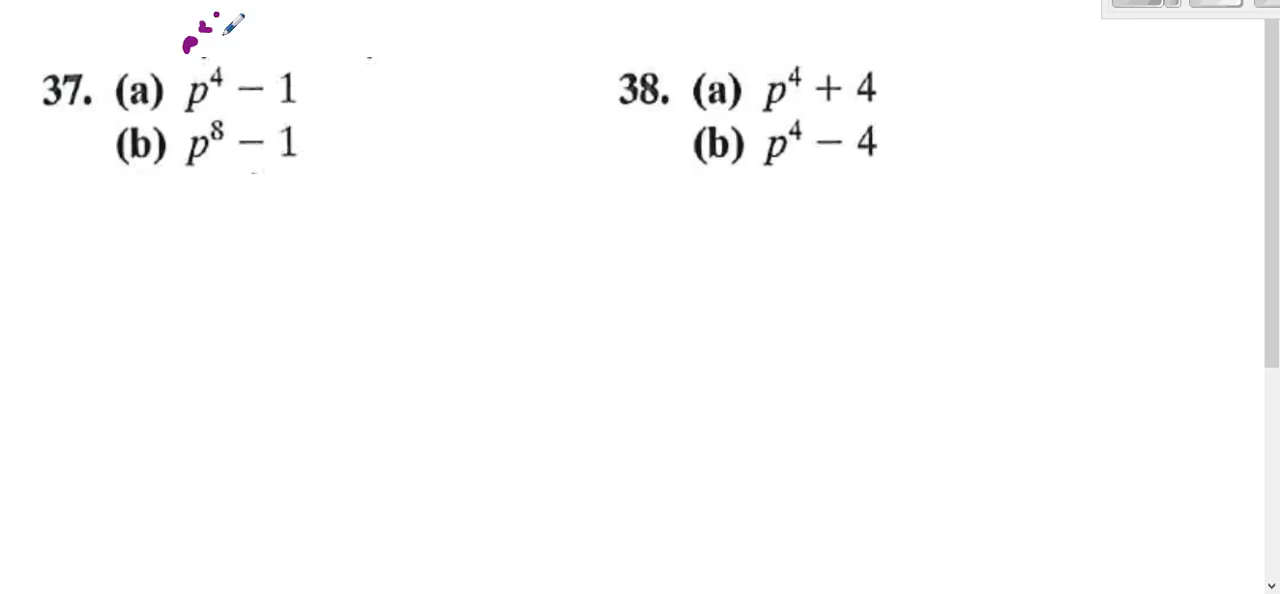 37. (a) p⁴ − 1
(b) p⁸ − 1
38. (a) p⁴ + 4
(b) p⁴ − 4